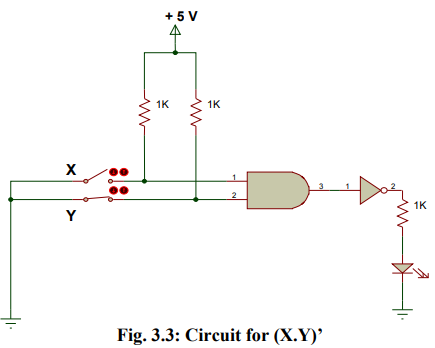 + 5 V
1K 1K
X
1
3 1 2
2
Y
1K
Fig. 3.3: Circuit for (X.Y)’